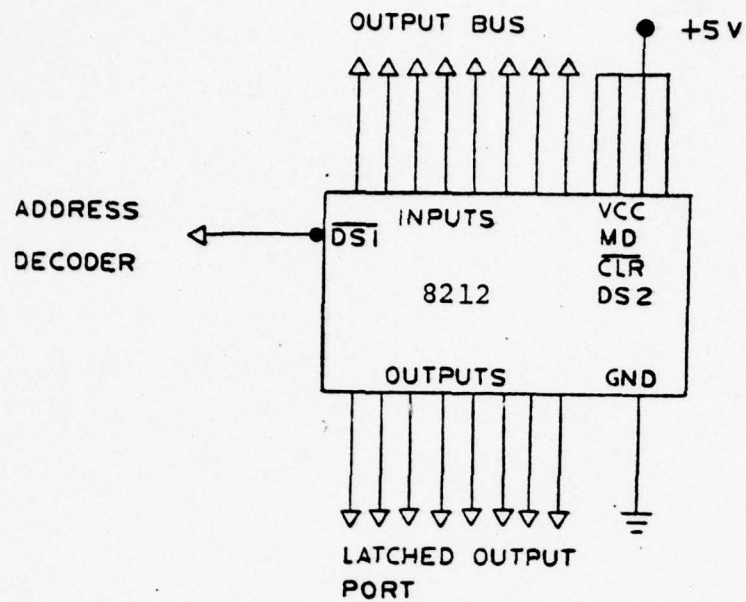 OUTPUT BUS
+5 V
ADDRESS
DECODER
DS1
INPUTS
VCC
MD
CLR
DS2
8212
OUTPUTS
GND
LATCHED OUTPUT
PORT